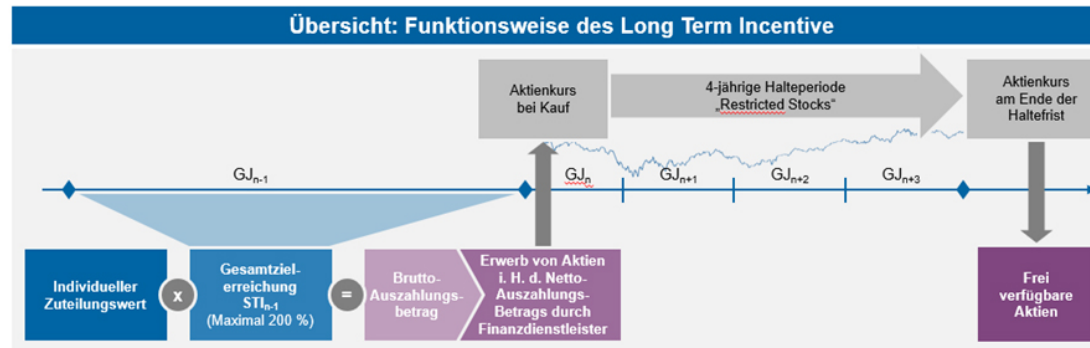 Übersicht: Funktionsweise des Long Term Incentive
Aktienkurs
bei Kauf
4-jährige Halteperiode
„Restricted Stocks“
Aktienkurs
am Ende der
Haltefrist
GJn-1
GJn
GJn+1
GJn+2
GJn+3
Individueller
Zuteilungswert
x
Gesamtziel-
erreichung
STIn-1
(Maximal 200 %)
=
Brutto-
Auszahlungs-
betrag
Erwerb von Aktien
i. H. d. Netto-
Auszahlungs-
Betrags durch
Finanzdienstleister
Frei
verfügbare
Aktien